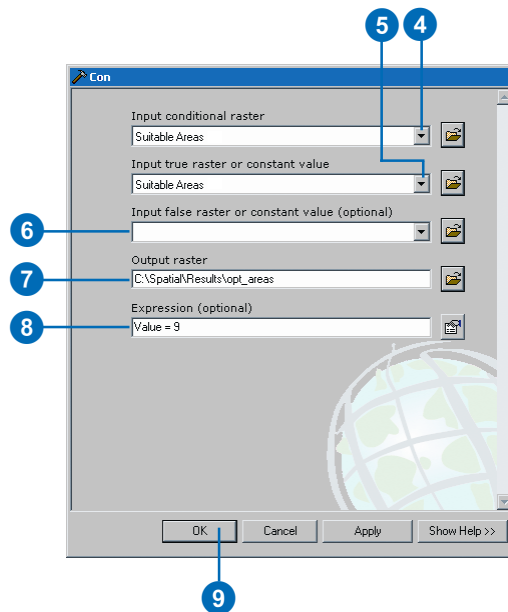 5 4
Con
Input conditional raster
Suitable Areas
Input true raster or constant value
Suitable Areas
Input false raster or constant value (optional)
6
Output raster
7
C:\Spatial\Results\opt_areas
Expression (optional)
8
Value = 9
OK Cancel Apply Show Help >>
9